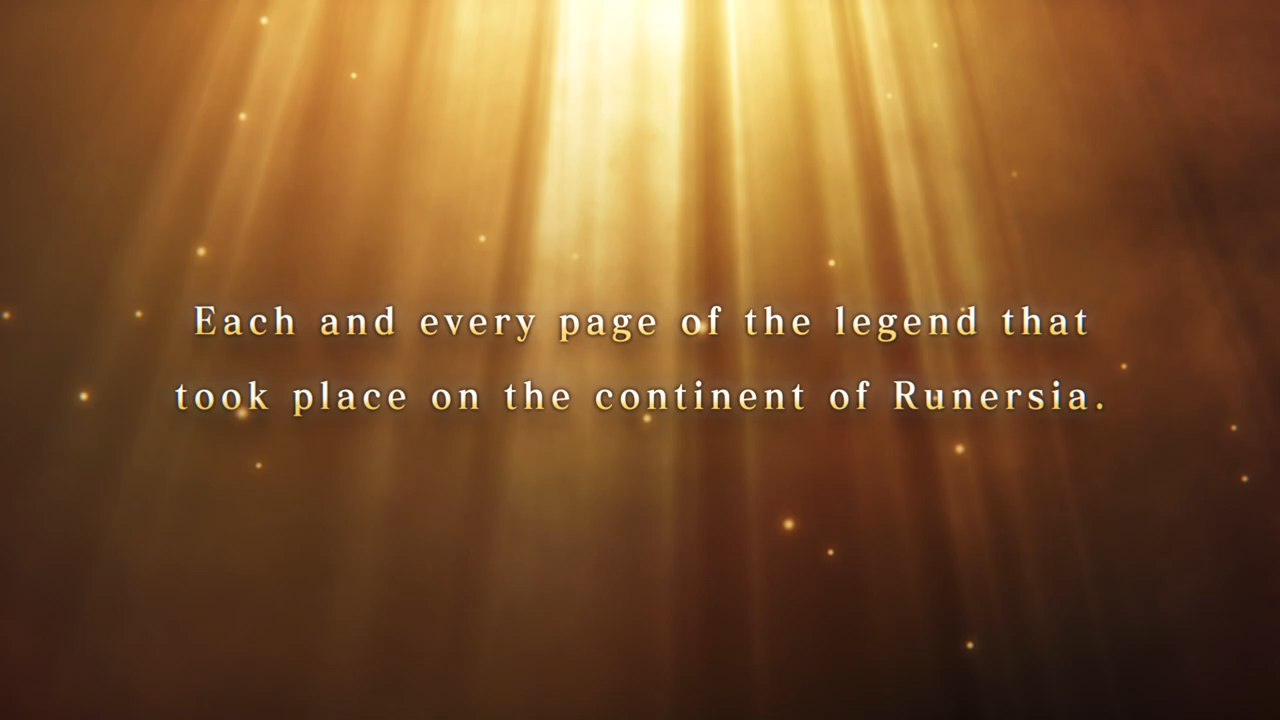 Each and every page of the legend that
took place on the continent of Runersia.